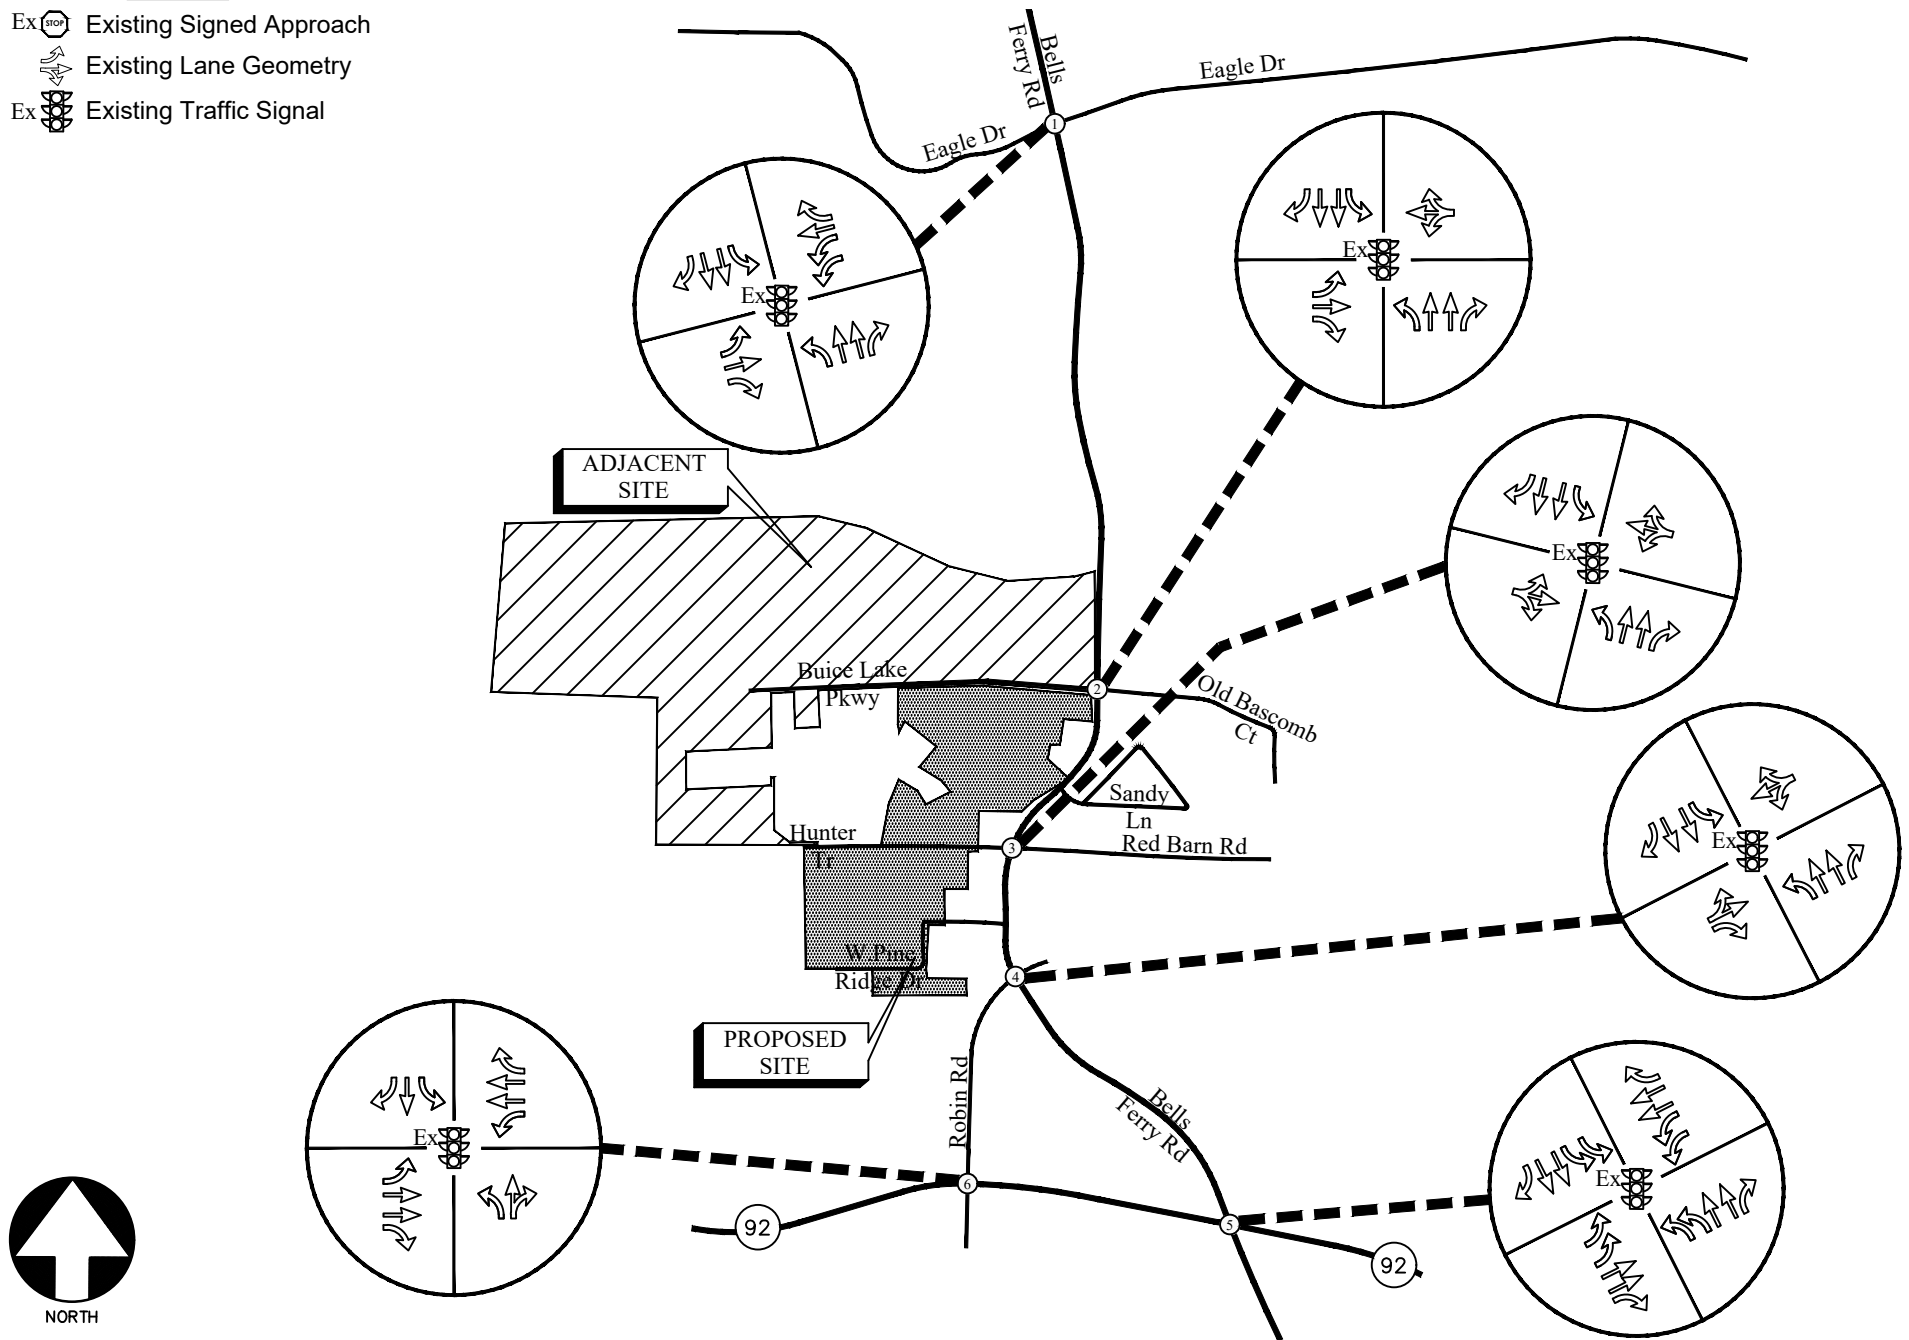 Ex STOP Existing Signed Approach
Existing Lane Geometry
Ex Existing Traffic Signal
Bells
Ferry Rd
Eagle Dr
Eagle Dr
1
Ex
Ex
ADJACENT
SITE
Ex
Buice Lake
Pkwy
2
Old Bascomb
Ct
Sandy
Ln
Hunter
Tr
3
Red Barn Rd
Ex
W Pine
Ridge Dr
4
PROPOSED
SITE
Robin Rd
Bells
Ferry Rd
Ex
Ex
6
92
5
92
NORTH